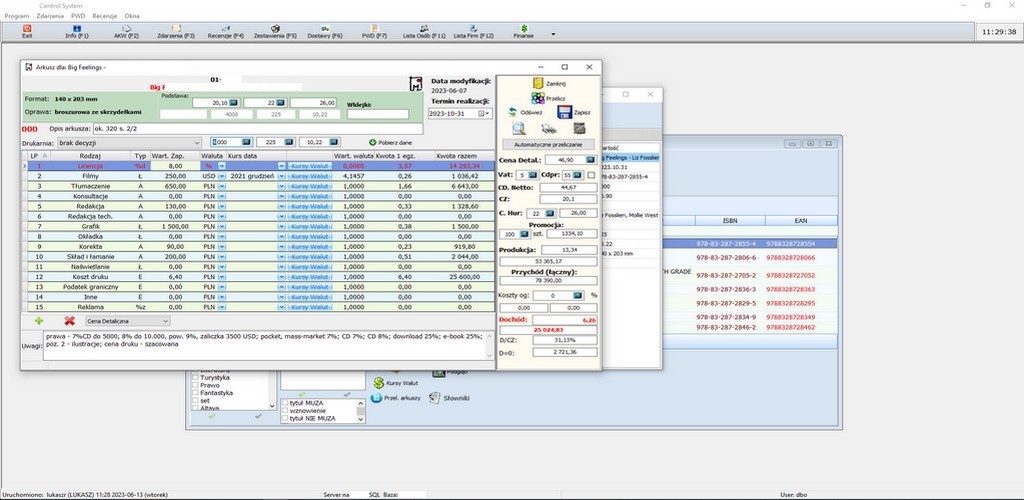 Control System
Program Zdarzenia PWD Recenzje Okna
Exit Info (F1) AKW (F2) Zdarzenia (F3) Recenzje (F4) Zestawienia (F5) Dostawy (F6) PWD (F7) Lista Osób (F11) Lista Firm (F12) Finanse
11:29:38
Arkusz dla: Big Feelings -
01-
Big F
Data modyfikacji:
2023-06-07
Termin realizacji:
2023-10-31
Format: 140 x 203 mm
Oprawa: broszurowa ze skrzydełkami
Podstawa:
20,10 22 26,00
Wklejki:
4000 225 10,22
000 Opis arkusza: ok. 320 s. 2/2
Drukarnia: brak decyzji 000 225 10,22 Pobierz dane
LP Rodzaj Typ Wart. Zap. Waluta Kurs data Wart. waluta Kwota 1 egz. Kwota razem
1 Licencja %d 8,00 % Kursy Walut 0,0000 3,57 14 293,34
2 Filmy Ł 250,00 USD 2021 grudzień Kursy Walut 4,1457 0,26 1 036,42
3 Tłumaczenie A 650,00 PLN Kursy Walut 1,0000 1,66 6 643,00
4 Konsultacje A 0,00 PLN Kursy Walut 1,0000 0,00 0,00
5 Redakcja A 130,00 PLN Kursy Walut 1,0000 0,33 1 328,60
6 Redakcja tech. A 0,00 PLN Kursy Walut 1,0000 0,00 0,00
7 Grafik Ł 1 500,00 PLN Kursy Walut 1,0000 0,38 1 500,00
8 Okładka Ł 0,00 PLN Kursy Walut 1,0000 0,00 0,00
9 Korekta A 90,00 PLN Kursy Walut 1,0000 0,23 919,80
10 Skład i łamanie A 200,00 PLN Kursy Walut 1,0000 0,51 2 044,00
11 Naświetlanie Ł 0,00 PLN Kursy Walut 1,0000 0,00 0,00
12 Koszt druku E 6,40 PLN Kursy Walut 1,0000 6,40 25 600,00
13 Podatek graniczny E 0,00 PLN Kursy Walut 1,0000 0,00 0,00
14 Inne E 0,00 PLN Kursy Walut 1,0000 0,00 0,00
15 Reklama %z 0,00 PLN Kursy Walut 1,0000 0,00 0,00
Cena Detaliczna
Uwagi: prawa - 7%CD do 5000, 8% do 10.000, pow. 9%, zaliczka 3500 USD; pocket, mass-market 7%; CD 7%; CD 8%; download 25%; e-book 25%;
poz. 2 - ilustracje; cena druku - szacowana
Zamknij
Przelicz
Odśwież Zapisz
Automatyczne przeliczanie
Cena Detal.: 46,90
Vat: 5 Cdpr: 55
CD. Netto: 44,67
CZ: 20,1
C. Hur: 22 26,00
Promocja:
100 szt. 1334,10
Produkcja: 13,34
53 365,17
Przychód (łączny):
78 390,00
Koszty og: 0 %
0,00 0,00
Dochód: 6,26
25 024,83
D/CZ: 31,13%
D=0: 2 721,36
artość
g Feelings - Liz Fosslien
023.10.31
78-83-287-2855-4
.90
z Fosslien, Molle West
25
.22
0 x 203 mm
ISBN EAN
978-83-287-2855-4 9788328728554
978-83-287-2806-6 9788328728066
TH GRADE 978-83-287-2705-2 9788328727052
978-83-287-2836-3 9788328728363
978-83-287-2829-5 9788328728295
978-83-287-2844-9 9788328728449
978-83-287-2846-2 9788328728462
Turystyka
Prawo
Fantastyka
set
Altava
tytuł MUZA
wznowienie
tytuł NIE MUZA
Kursy Walut
Przel. arkuszy Słowniki
Uruchomiono: lukaszr (LUKASZ) 11:28 2023-06-13 (wtorek) Server na SQL Baza: User: dbo